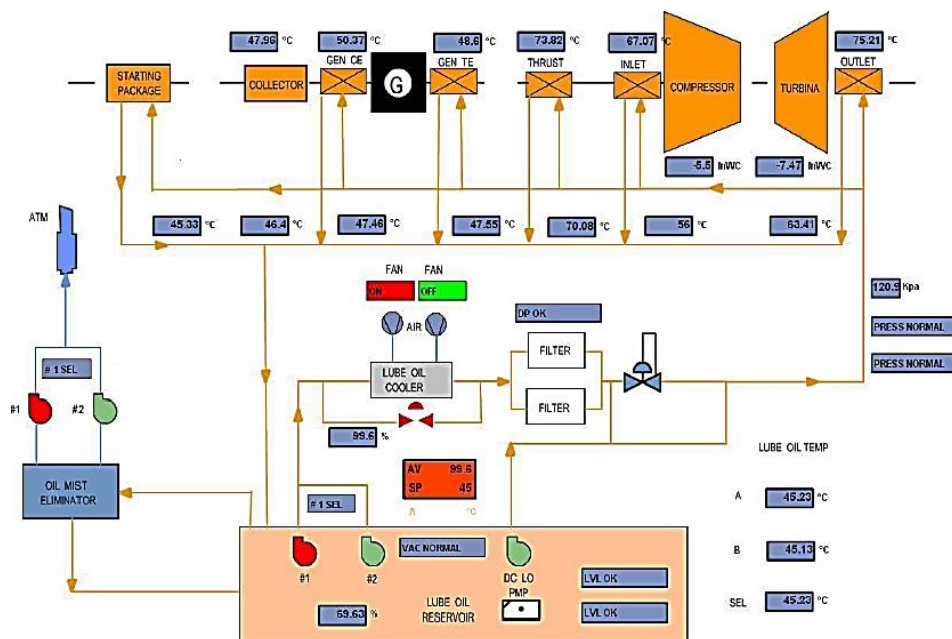 47.96 °C
50.37 °C
48.6 °C
73.82 °C
67.07 °C
75.21 °C
GEN CE
GEN TE
THRUST
INLET
OUTLET
STARTING
PACKAGE
COLLECTOR
G
COMPRESSOR
TURBINA
-5.5 InWC
-7.47 InWC
45.33 °C
46.4 °C
47.46 °C
47.55 °C
70.08 °C
56 °C
63.41 °C
ATM
FAN
FAN
ON
OFF
120.9 Kpa
DP OK
PRESS NORMAL
AIR
FILTER
PRESS NORMAL
# 1 SEL
LUBE OIL
COOLER
#1
#2
FILTER
99.6 %
LUBE OIL TEMP
AV 99.6
SP 45
OIL MIST
ELIMINATOR
A 45.23 °C
# 1 SEL
°C
VAC NORMAL
B 45.13 °C
#1
#2
DC LO
PMP
LVL OK
69.63 %
LUBE OIL
RESERVOIR
LVL OK
SEL 45.23 °C